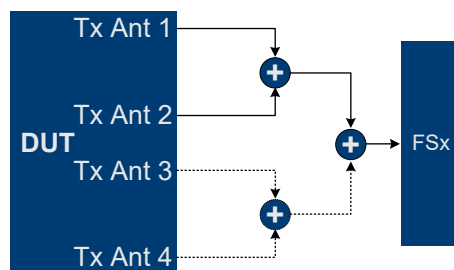 Tx Ant 1
Tx Ant 2
DUT
Tx Ant 3
Tx Ant 4
+
+
+
FSx